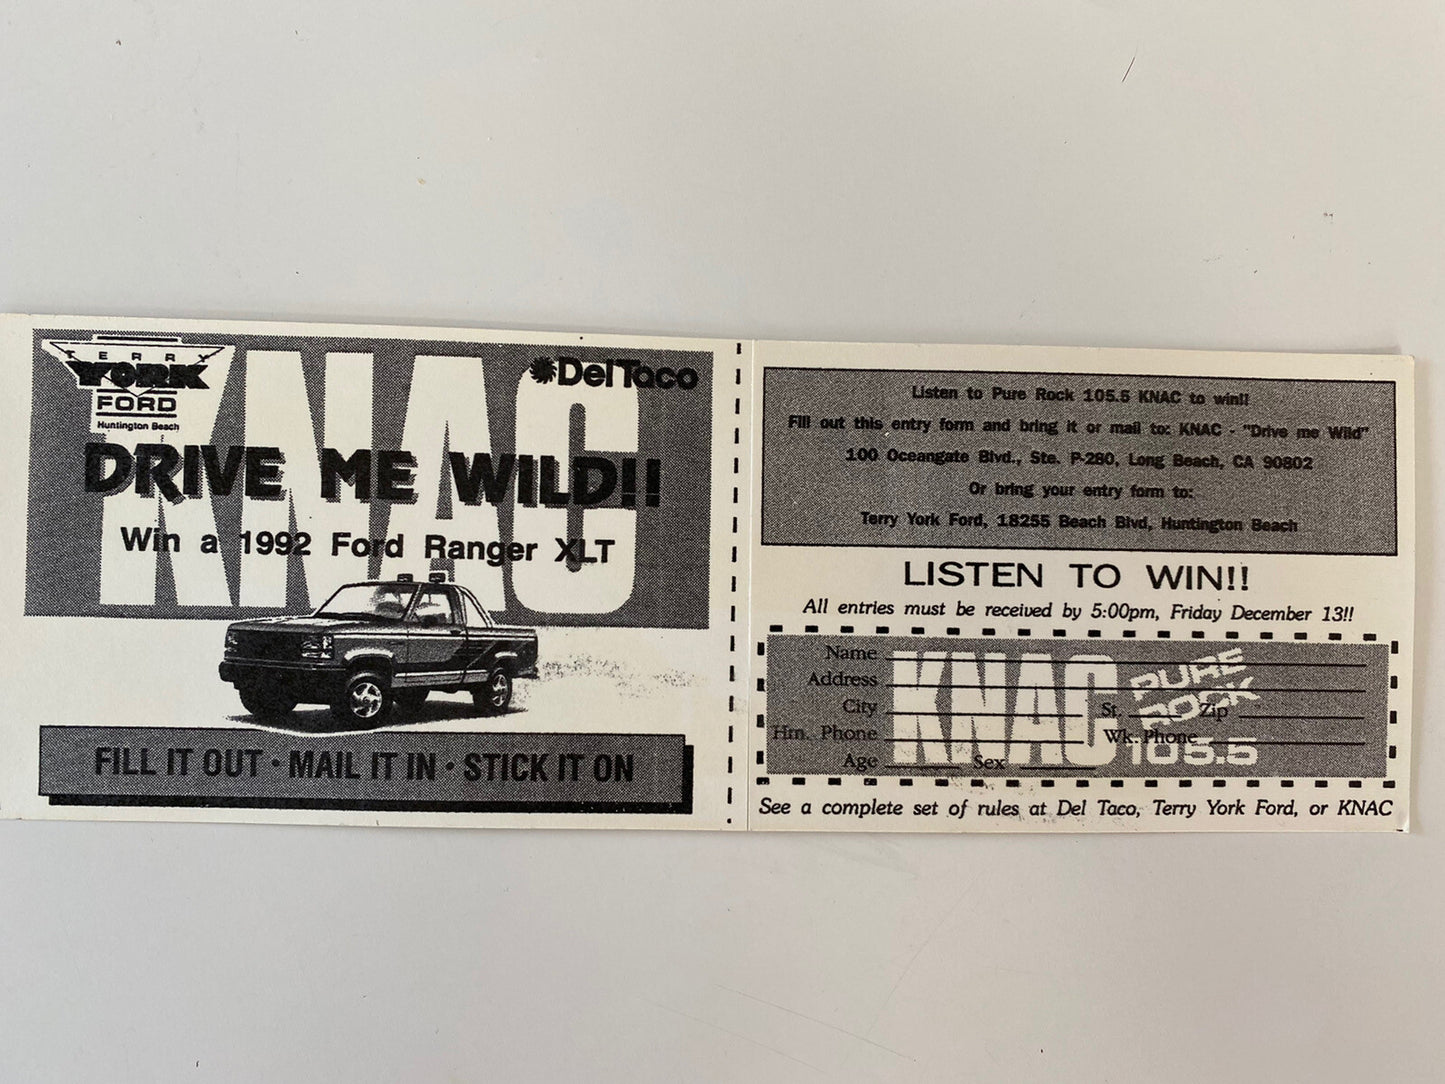 TERRY
YORK
FORD
Huntington Beach
KNAC
Del Taco
DRIVE ME WILD!!
Win a 1992 Ford Ranger XLT
FILL IT OUT · MAIL IT IN · STICK IT ON
Listen to Pure Rock 105.5 KNAC to win!!
Fill out this entry form and bring it or mail to: KNAC - "Drive me Wild"
100 Oceangate Blvd., Ste. P-280, Long Beach, CA 90802
Or bring your entry form to:
Terry York Ford, 18255 Beach Blvd, Huntington Beach
LISTEN TO WIN!!
All entries must be received by 5:00pm, Friday December 13!!
Name
Address
City St. Zip
Hm. Phone Wk. Phone
Age Sex
KNAC PURE
ROCK
105.5
See a complete set of rules at Del Taco, Terry York Ford, or KNAC